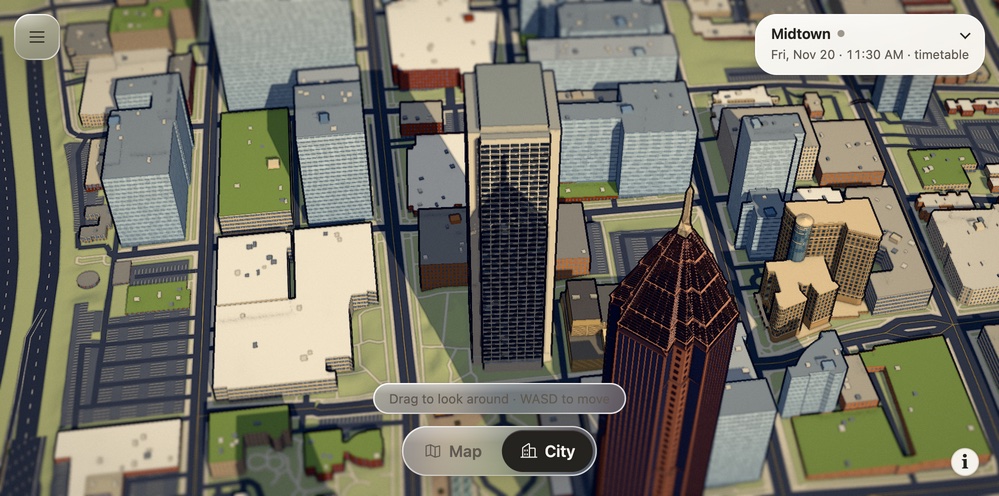 Midtown
Fri, Nov 20 · 11:30 AM · timetable
Drag to look around · WASD to move
Map
City
i